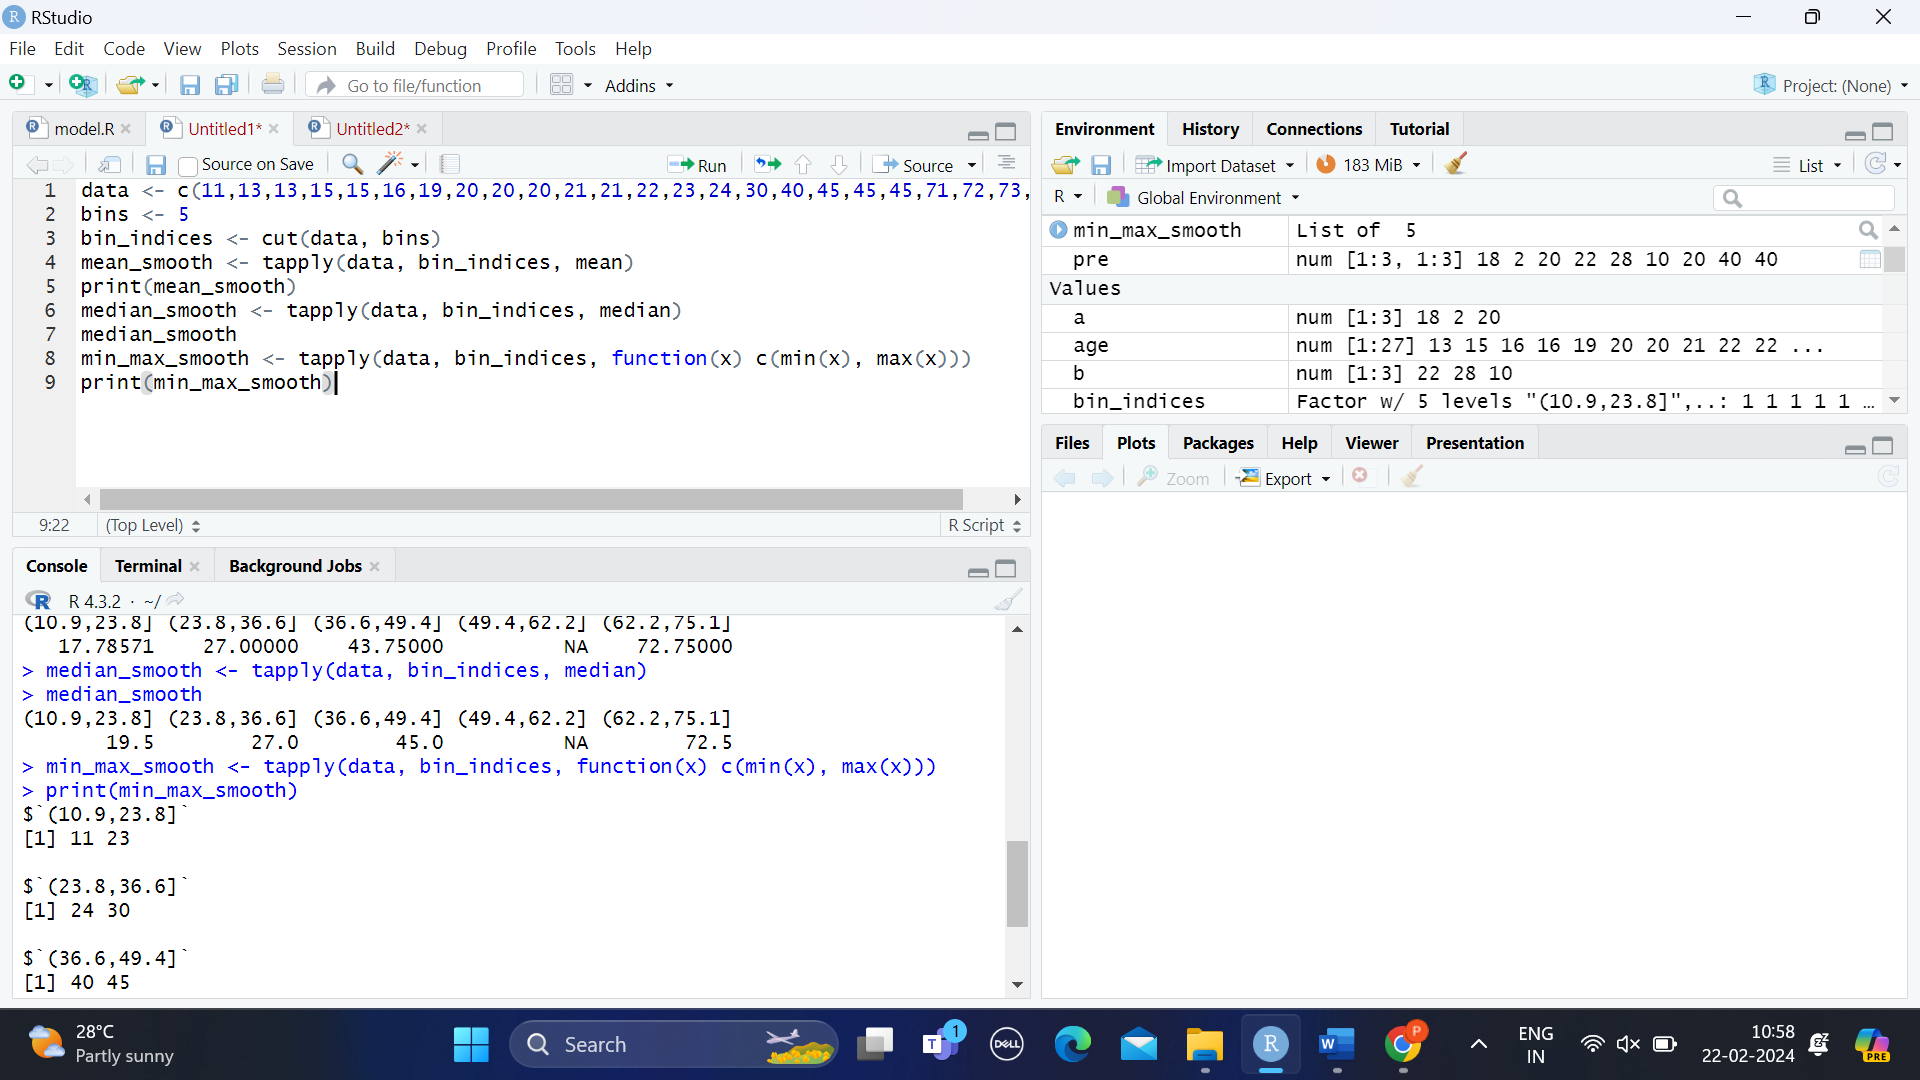 RStudio
File Edit Code View Plots Session Build Debug Profile Tools Help
Go to file/function Addins Project: (None)
model.R Untitled1* Untitled2*
Source on Save Run Source
1 data <- c(11,13,13,15,15,16,19,20,20,20,21,21,22,23,24,30,40,45,45,45,71,72,73,
2 bins <- 5
3 bin_indices <- cut(data, bins)
4 mean_smooth <- tapply(data, bin_indices, mean)
5 print(mean_smooth)
6 median_smooth <- tapply(data, bin_indices, median)
7 median_smooth
8 min_max_smooth <- tapply(data, bin_indices, function(x) c(min(x), max(x)))
9 print(min_max_smooth)
9:22 (Top Level) R Script
Console Terminal Background Jobs
R 4.3.2 · ~/
(10.9,23.8] (23.8,36.6] (36.6,49.4] (49.4,62.2] (62.2,75.1]
17.78571 27.00000 43.75000 NA 72.75000
> median_smooth <- tapply(data, bin_indices, median)
> median_smooth
(10.9,23.8] (23.8,36.6] (36.6,49.4] (49.4,62.2] (62.2,75.1]
19.5 27.0 45.0 NA 72.5
> min_max_smooth <- tapply(data, bin_indices, function(x) c(min(x), max(x)))
> print(min_max_smooth)
$`(10.9,23.8]`
[1] 11 23
$`(23.8,36.6]`
[1] 24 30
$`(36.6,49.4]`
[1] 40 45
Environment History Connections Tutorial
Import Dataset 183 MiB List
R Global Environment
min_max_smooth List of 5
pre num [1:3, 1:3] 18 2 20 22 28 10 20 40 40
Values
a num [1:3] 18 2 20
age num [1:27] 13 15 16 16 19 20 20 21 22 22 ...
b num [1:3] 22 28 10
bin_indices Factor w/ 5 levels "(10.9,23.8]",..: 1 1 1 1 1 …
Files Plots Packages Help Viewer Presentation
Zoom Export
28°C
Partly sunny
Search
T 1
DELL
R
W
P
ENG
IN
10:58
22-02-2024
PRE